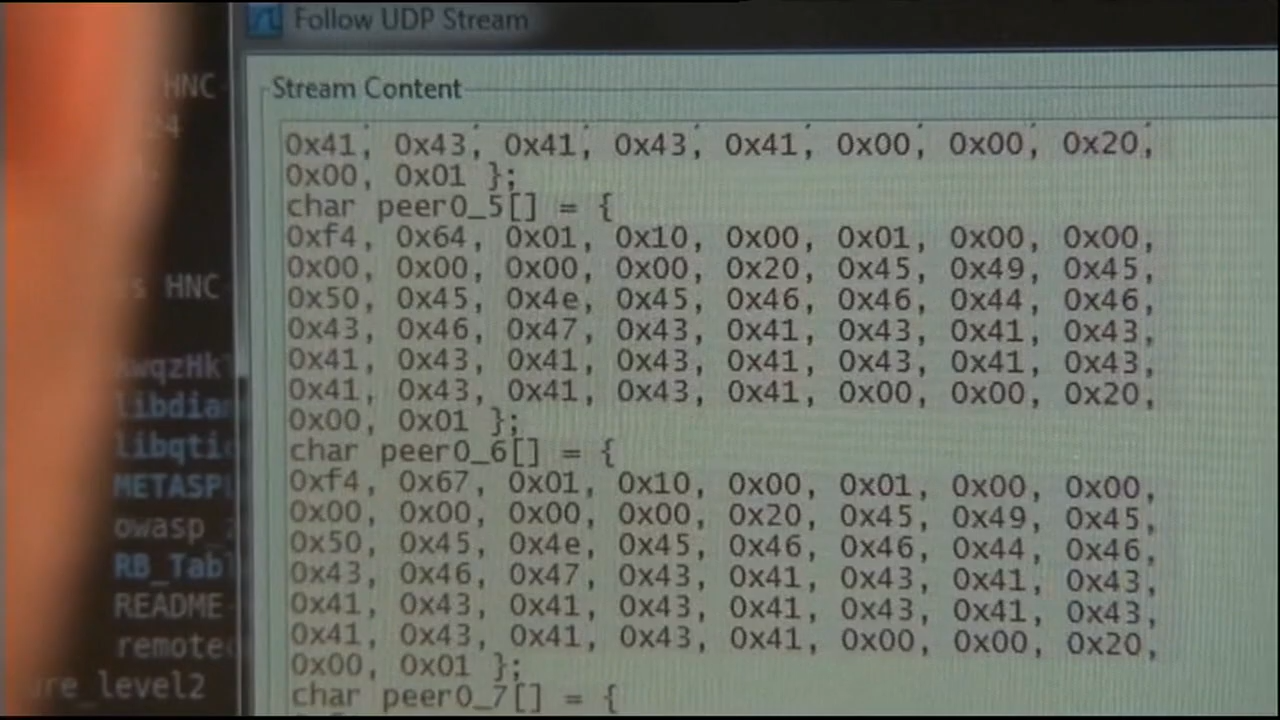 Follow UDP Stream
Stream Content
0x41, 0x43, 0x41, 0x43, 0x41, 0x00, 0x00, 0x20,
0x00, 0x01 };
char peer0_5[] = {
0xf4, 0x64, 0x01, 0x10, 0x00, 0x01, 0x00, 0x00,
0x00, 0x00, 0x00, 0x00, 0x20, 0x45, 0x49, 0x45,
0x50, 0x45, 0x4e, 0x45, 0x46, 0x46, 0x44, 0x46,
0x43, 0x46, 0x47, 0x43, 0x41, 0x43, 0x41, 0x43,
0x41, 0x43, 0x41, 0x43, 0x41, 0x43, 0x41, 0x43,
0x41, 0x43, 0x41, 0x43, 0x41, 0x00, 0x00, 0x20,
0x00, 0x01 };
char peer0_6[] = {
0xf4, 0x67, 0x01, 0x10, 0x00, 0x01, 0x00, 0x00,
0x00, 0x00, 0x00, 0x00, 0x20, 0x45, 0x49, 0x45,
0x50, 0x45, 0x4e, 0x45, 0x46, 0x46, 0x44, 0x46,
0x43, 0x46, 0x47, 0x43, 0x41, 0x43, 0x41, 0x43,
0x41, 0x43, 0x41, 0x43, 0x41, 0x43, 0x41, 0x43,
0x41, 0x43, 0x41, 0x43, 0x41, 0x00, 0x00, 0x20,
0x00, 0x01 };
char peer0_7[] = {
HNC
s HNC
libdia
libqti
METASPL
owasp_
RB_Tabl
README
remote
ure_level2